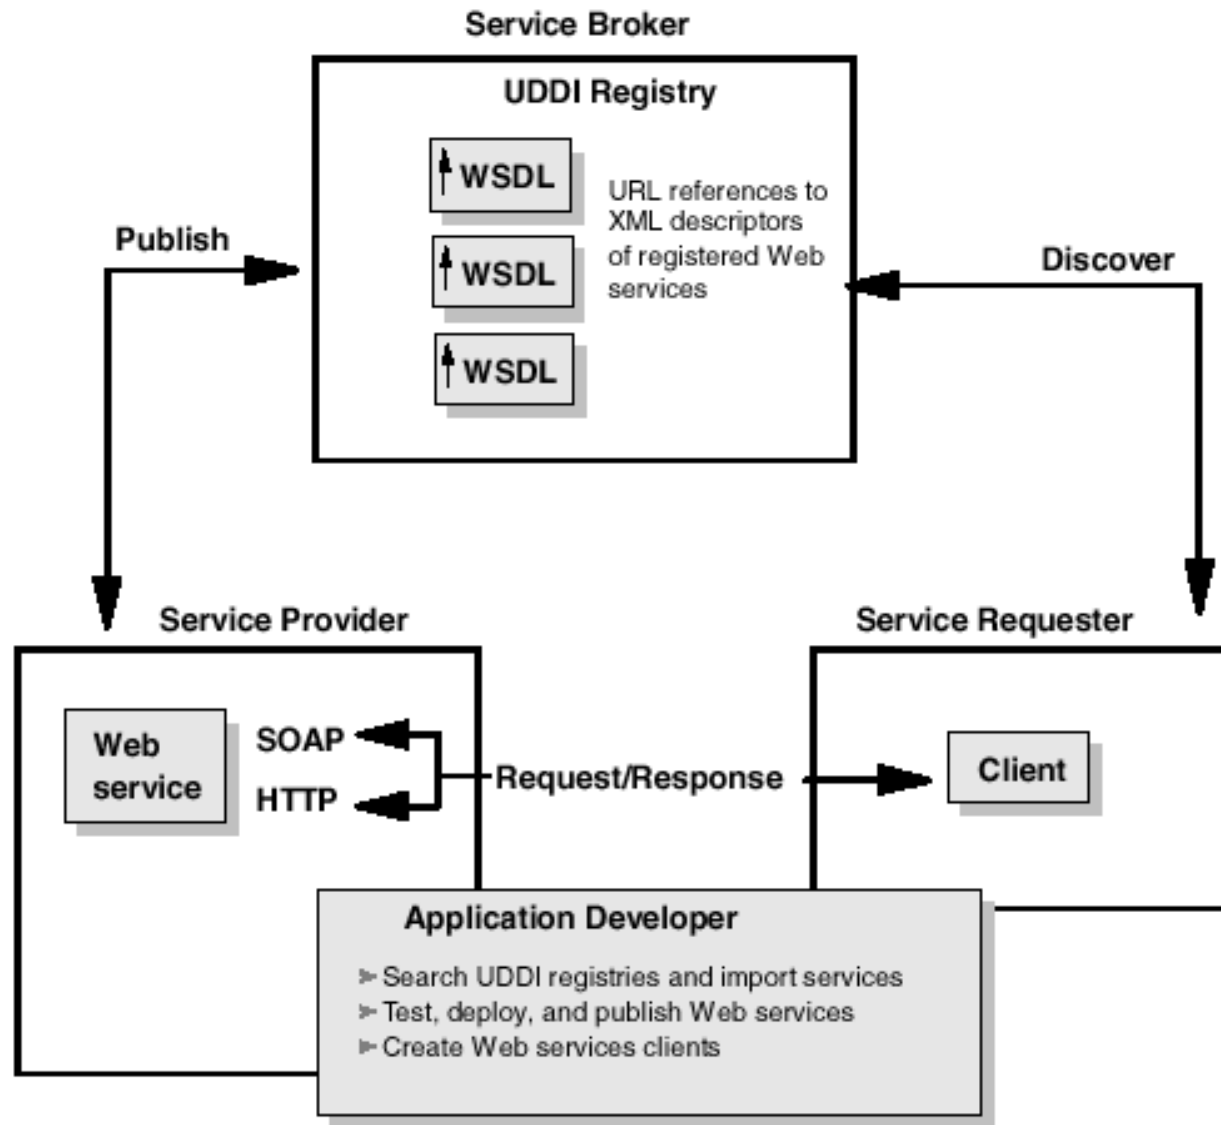 Service Broker
UDDI Registry
WSDL
WSDL
WSDL
URL references to
XML descriptors
of registered Web
services
Publish
Discover
Service Provider
Service Requester
Web
service
SOAP
HTTP
Request/Response
Client
Application Developer
Search UDDI registries and import services
Test, deploy, and publish Web services
Create Web services clients